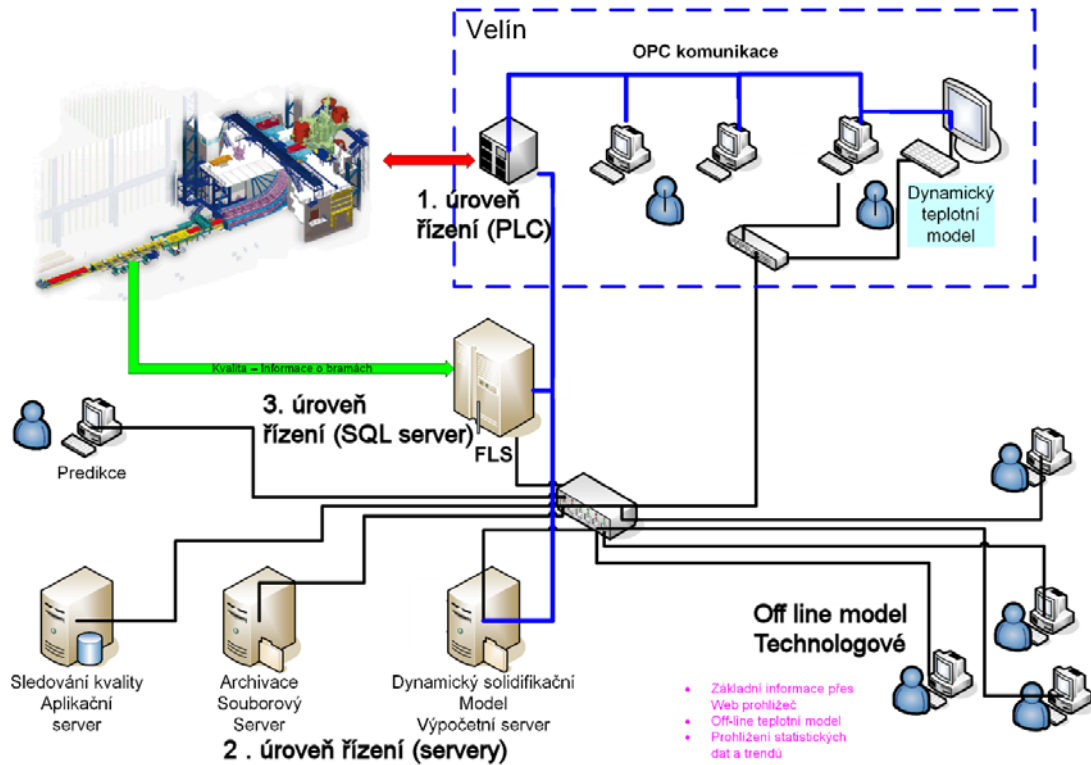 Velín
OPC komunikace
1. úroveň
řízení (PLC)
Dynamický
teplotní
model
Kvalita – Informace o bramách
3. úroveň
řízení (SQL server)
FLS
Predikce
Off line model
Technologové
Sledování kvality
Aplikační
server
Archivace
Souborový
Server
Dynamický solidifikační
Model
Výpočetní server
2 . úroveň řízení (servery)
• Základní informace přes
Web prohlížeč
• Off-line teplotní model
• Prohlížení statistických
dat a trendů